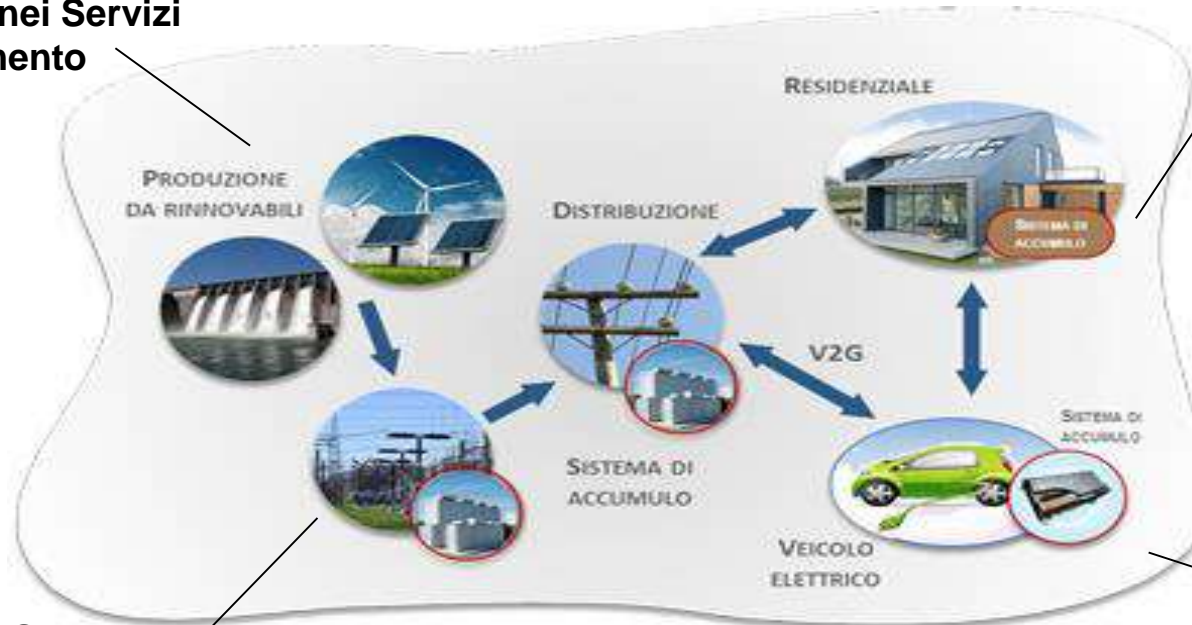 nei Servizi
mento
RESIDENZIALE
PRODUZIONE
DA RINNOVABILI
DISTRIBUZIONE
SISTEMA DI
ACCUMULO
V2G
SISTEMA DI
ACCUMULO
SISTEMA DI
ACCUMULO
VEICOLO
ELETTRICO